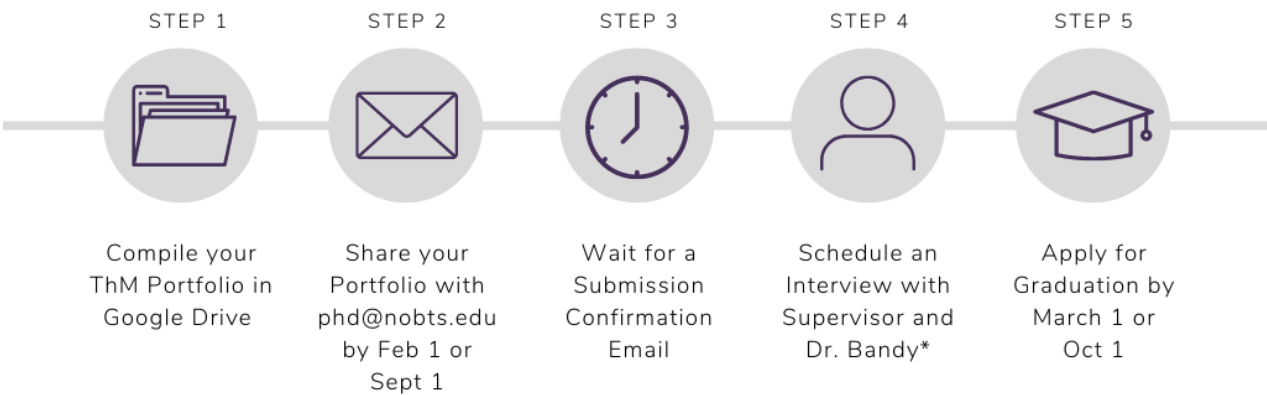 STEP 1
Compile your
ThM Portfolio in
Google Drive
STEP 2
Share your
Portfolio with
phd@nobts.edu
by Feb 1 or
Sept 1
STEP 3
Wait for a
Submission
Confirmation
Email
STEP 4
Schedule an
Interview with
Supervisor and
Dr. Bandy*
STEP 5
Apply for
Graduation by
March 1 or
Oct 1